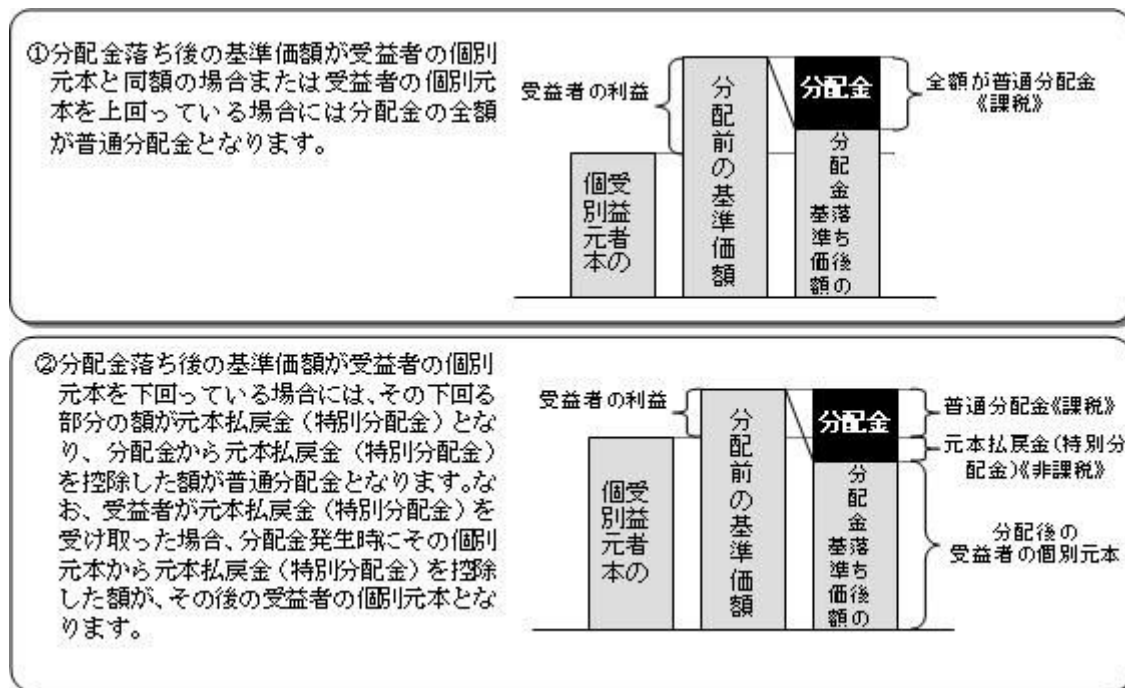 ①分配金落ち後の基準価額が受益者の個別
元本と同額の場合または受益者の個別元
本を上回っている場合には分配金の全額
が普通分配金となります。
受益者の利益
受益者の
個別元本
分配前の基準価額
分配金
分配金落ち後の
基準価額
全額が普通分配金
《課税》
②分配金落ち後の基準価額が受益者の個別
元本を下回っている場合には、その下回る
部分の額が元本払戻金（特別分配金）とな
り、分配金から元本払戻金（特別分配金）
を控除した額が普通分配金となります。な
お、受益者が元本払戻金（特別分配金）を
受け取った場合、分配金発生時にその個別
元本から元本払戻金（特別分配金）を控除
した額が、その後の受益者の個別元本とな
ります。
受益者の利益
受益者の
個別元本
分配前の基準価額
分配金
分配金落ち後の
基準価額
普通分配金《課税》
元本払戻金（特別分
配金）《非課税》
分配後の
受益者の個別元本